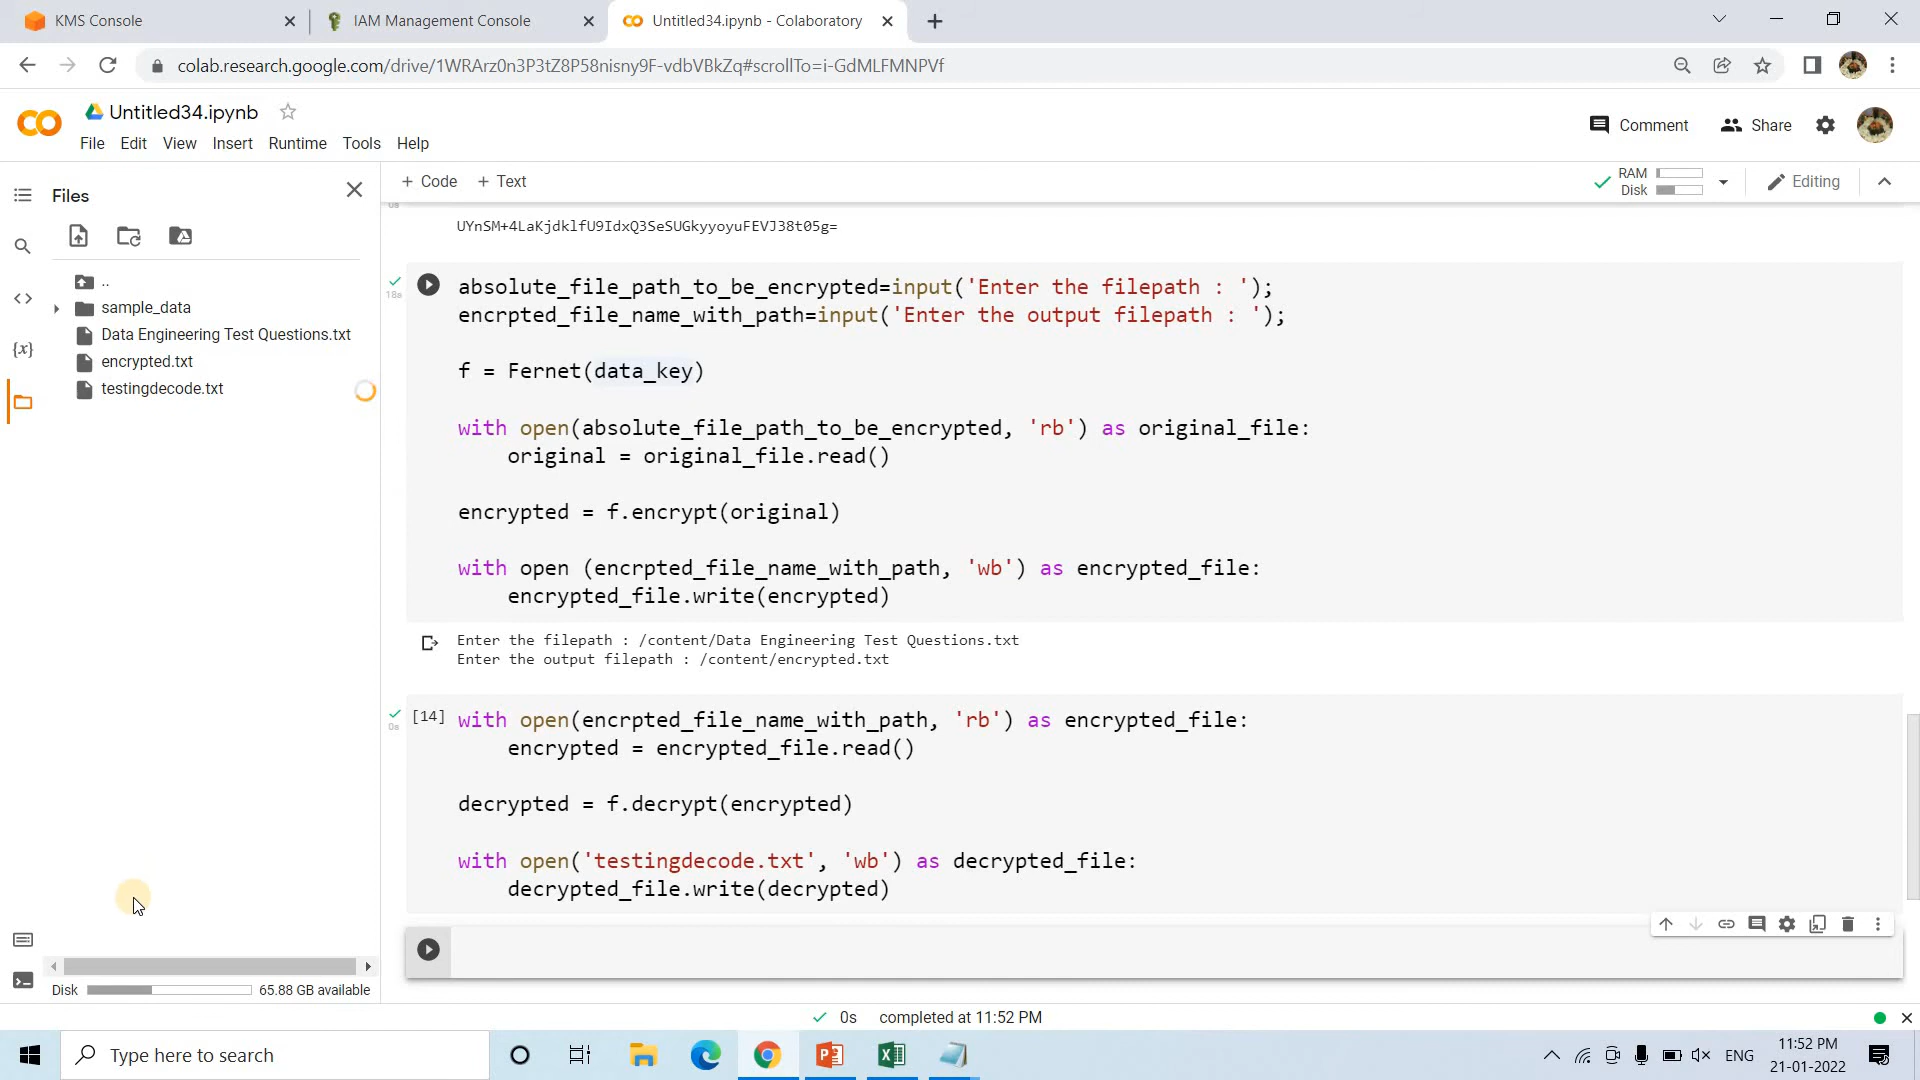 KMS Console
IAM Management Console
Untitled34.ipynb - Colaboratory
colab.research.google.com/drive/1WRArz0n3P3tZ8P58nisny9F-vdbVBkZq#scrollTo=i-GdMLFMNPVf
Untitled34.ipynb
Comment
Share
File Edit View Insert Runtime Tools Help
Files
+ Code + Text
RAM
Disk
Editing
..
sample_data
Data Engineering Test Questions.txt
encrypted.txt
testingdecode.txt
{x}
0s
UYnSM+4LaKjdklfU9IdxQ3SeSUGkyyoyuFEVJ38t05g=
18s
absolute_file_path_to_be_encrypted=input('Enter the filepath : ');
encrpted_file_name_with_path=input('Enter the output filepath : ');
f = Fernet(data_key)
with open(absolute_file_path_to_be_encrypted, 'rb') as original_file:
original = original_file.read()
encrypted = f.encrypt(original)
with open (encrpted_file_name_with_path, 'wb') as encrypted_file:
encrypted_file.write(encrypted)
Enter the filepath : /content/Data Engineering Test Questions.txt
Enter the output filepath : /content/encrypted.txt
0s
[14] with open(encrpted_file_name_with_path, 'rb') as encrypted_file:
encrypted = encrypted_file.read()
decrypted = f.decrypt(encrypted)
with open('testingdecode.txt', 'wb') as decrypted_file:
decrypted_file.write(decrypted)
Disk 65.88 GB available
0s completed at 11:52 PM
Type here to search
ENG
11:52 PM
21-01-2022